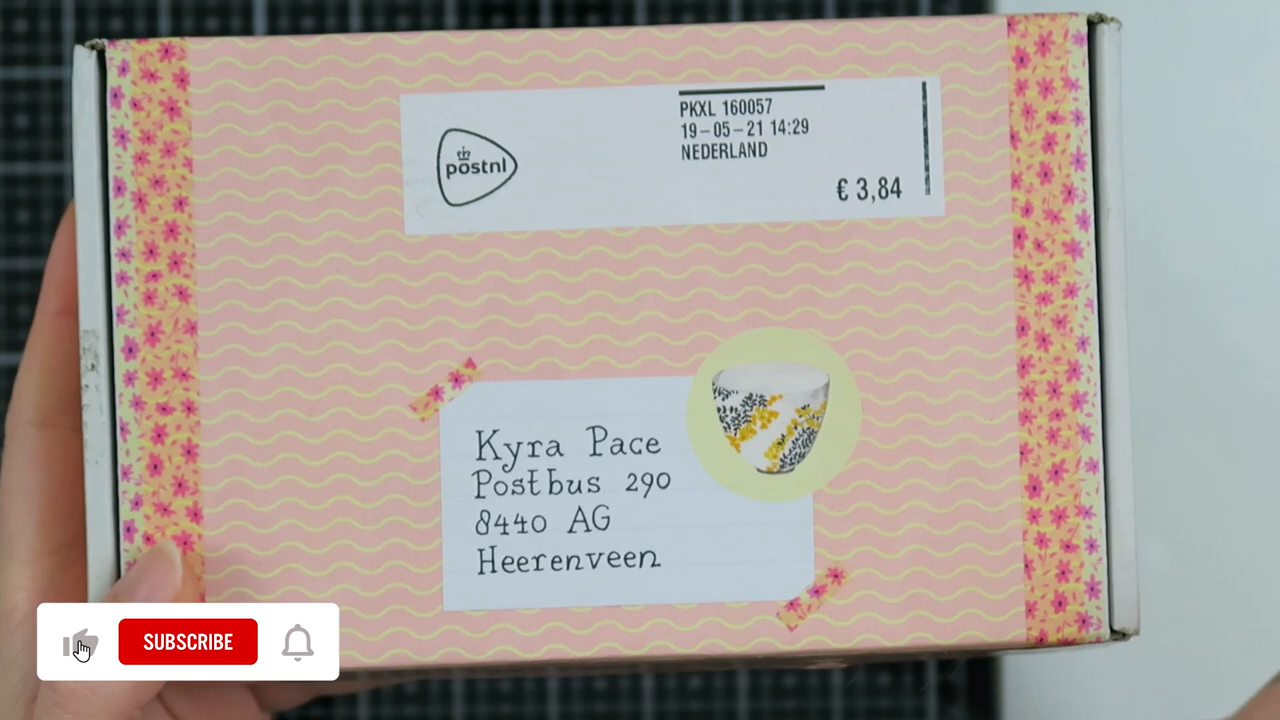 postnl
PKXL 160057
19-05-21 14:29
NEDERLAND
€ 3,84
Kyra Pace
Postbus 290
8440 AG
Heerenveen
SUBSCRIBE